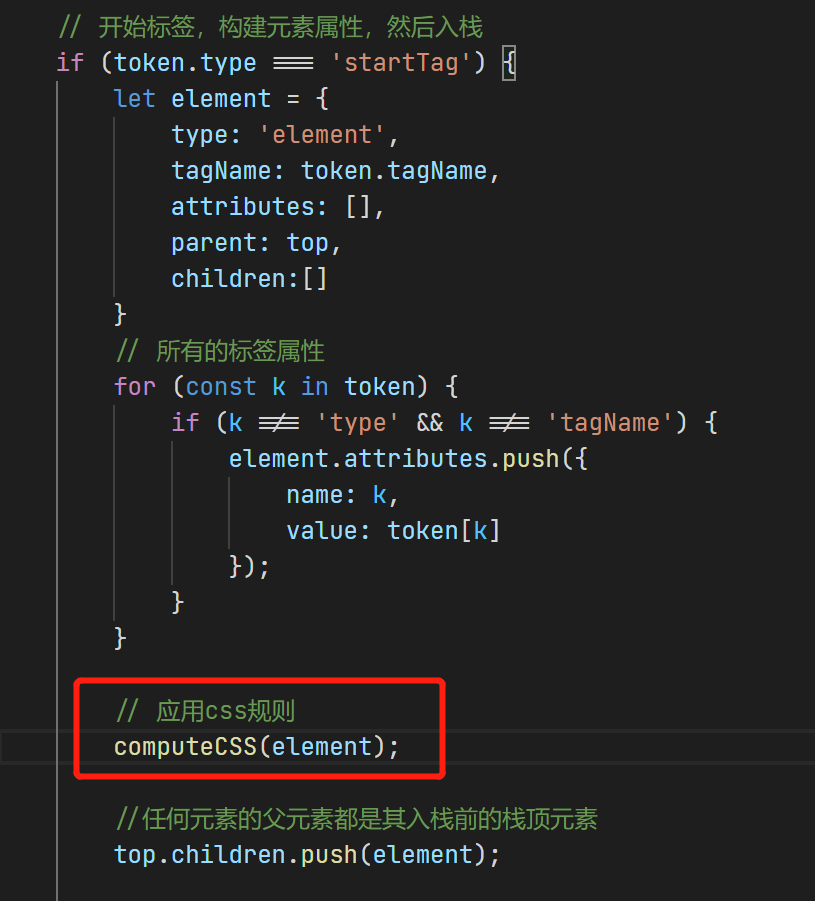 // 开始标签，构建元素属性，然后入栈
if (token.type === 'startTag') {
let element = {
type: 'element',
tagName: token.tagName,
attributes: [],
parent: top,
children:[]
}
// 所有的标签属性
for (const k in token) {
if (k !== 'type' && k !== 'tagName') {
element.attributes.push({
name: k,
value: token[k]
});
}
}
// 应用css规则
computeCSS(element);
//任何元素的父元素都是其入栈前的栈顶元素
top.children.push(element);